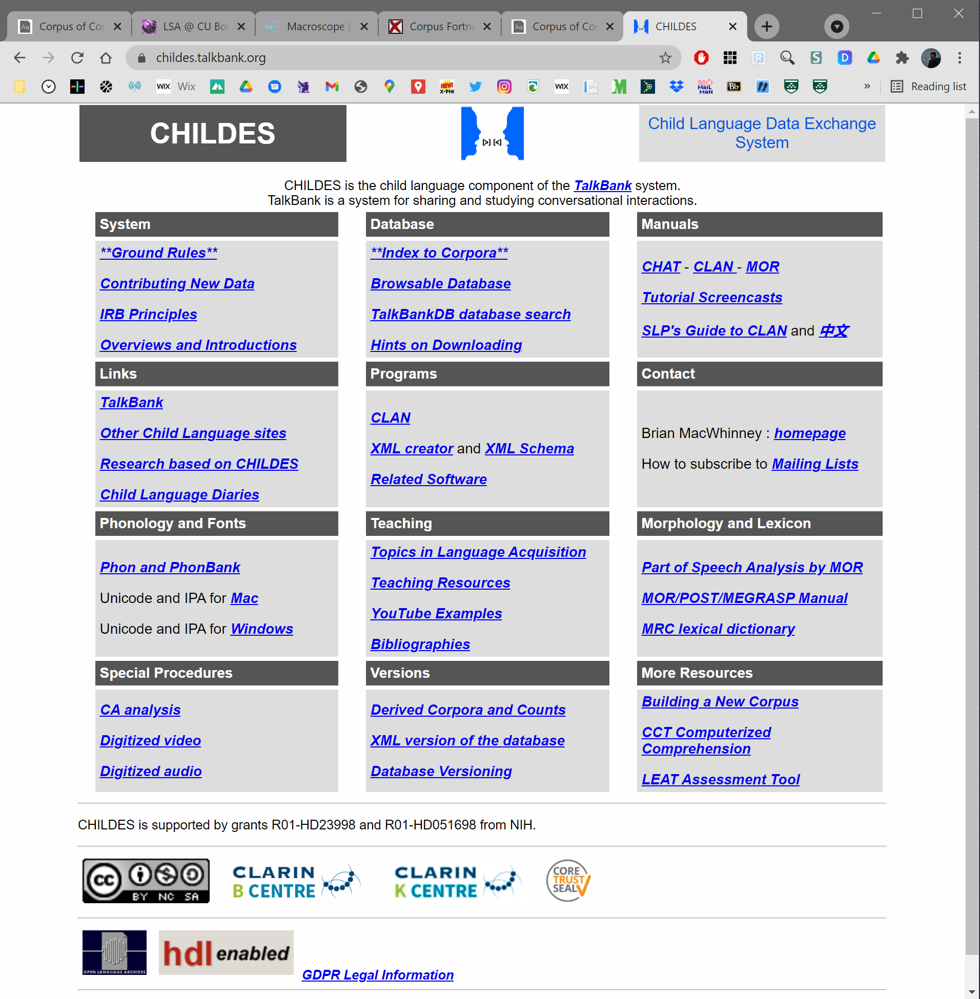 Corpus of Cor
LSA @ CU Bou
Macroscope |
Corpus Fortni
Corpus of Cor
CHILDES
childes.talkbank.org
WIX Wix
NEW! X-PHI
WIX
MAIL MAN
Bb
» Reading list
CHILDES
[>] [<]
Child Language Data Exchange
System
CHILDES is the child language component of the TalkBank system.
TalkBank is a system for sharing and studying conversational interactions.
System
**Ground Rules**
Contributing New Data
IRB Principles
Overviews and Introductions
Database
**Index to Corpora**
Browsable Database
TalkBankDB database search
Hints on Downloading
Manuals
CHAT - CLAN - MOR
Tutorial Screencasts
SLP's Guide to CLAN and 中文
Links
TalkBank
Other Child Language sites
Research based on CHILDES
Child Language Diaries
Programs
CLAN
XML creator and XML Schema
Related Software
Contact
Brian MacWhinney : homepage
How to subscribe to Mailing Lists
Phonology and Fonts
Phon and PhonBank
Unicode and IPA for Mac
Unicode and IPA for Windows
Teaching
Topics in Language Acquisition
Teaching Resources
YouTube Examples
Bibliographies
Morphology and Lexicon
Part of Speech Analysis by MOR
MOR/POST/MEGRASP Manual
MRC lexical dictionary
Special Procedures
CA analysis
Digitized video
Digitized audio
Versions
Derived Corpora and Counts
XML version of the database
Database Versioning
More Resources
Building a New Corpus
CCT Computerized
Comprehension
LEAT Assessment Tool
CHILDES is supported by grants R01-HD23998 and R01-HD051698 from NIH.
CC BY NC SA
CLARIN
B CENTRE
CLARIN
K CENTRE
CORE
TRUST
SEAL
OPEN LANGUAGE ARCHIVES
hdl enabled
GDPR Legal Information